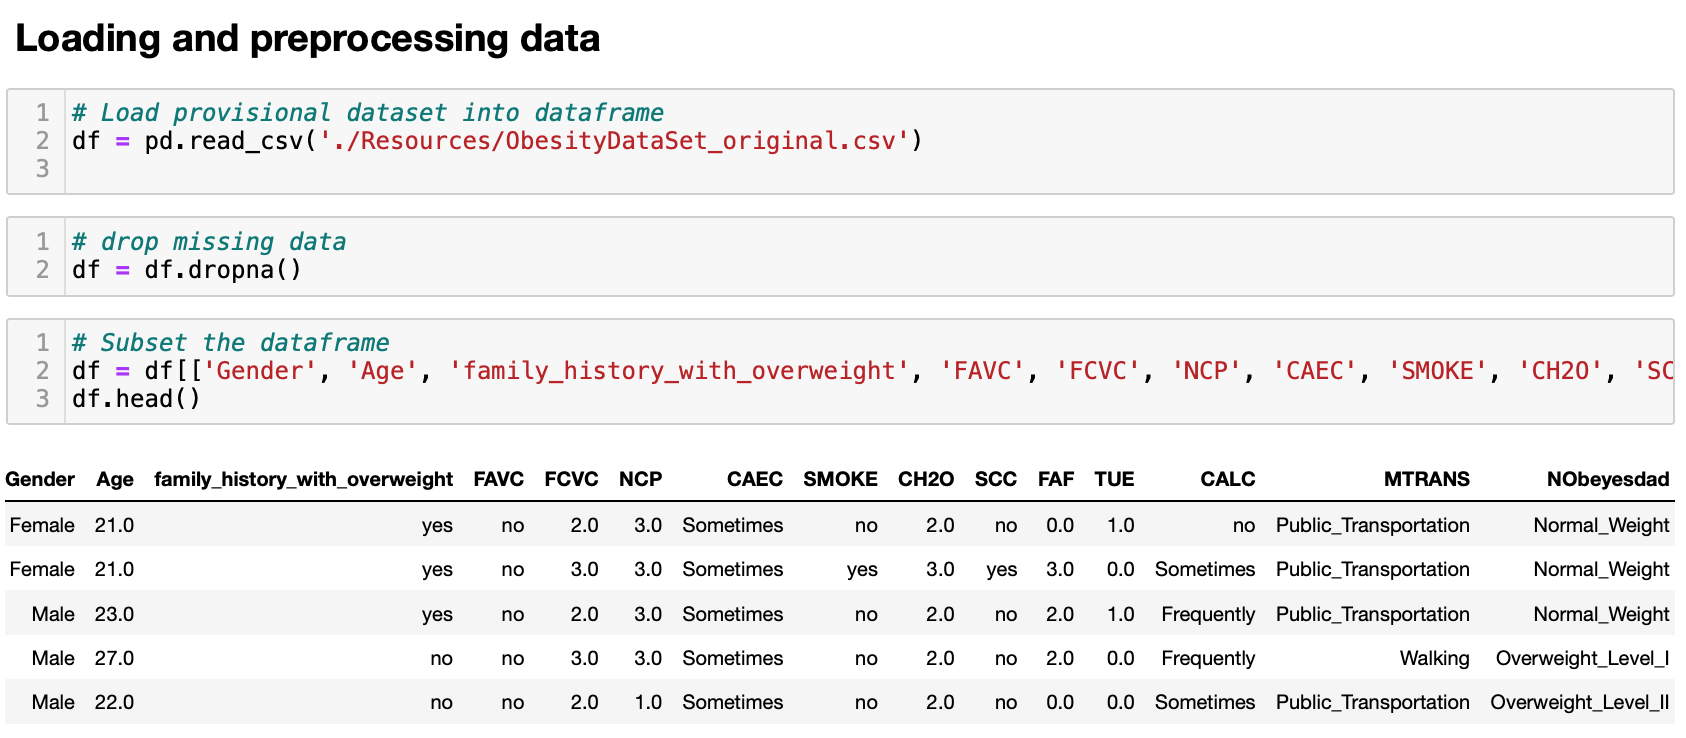 Loading and preprocessing data
1 # Load provisional dataset into dataframe
2 df = pd.read_csv('./Resources/ObesityDataSet_original.csv')
3
1 # drop missing data
2 df = df.dropna()
1 # Subset the dataframe
2 df = df[['Gender', 'Age', 'family_history_with_overweight', 'FAVC', 'FCVC', 'NCP', 'CAEC', 'SMOKE', 'CH2O', 'SC
3 df.head()
Gender Age family_history_with_overweight FAVC FCVC NCP CAEC SMOKE CH2O SCC FAF TUE CALC MTRANS NObeyesdad
Female 21.0 yes no 2.0 3.0 Sometimes no 2.0 no 0.0 1.0 no Public_Transportation Normal_Weight
Female 21.0 yes no 3.0 3.0 Sometimes yes 3.0 yes 3.0 0.0 Sometimes Public_Transportation Normal_Weight
Male 23.0 yes no 2.0 3.0 Sometimes no 2.0 no 2.0 1.0 Frequently Public_Transportation Normal_Weight
Male 27.0 no no 3.0 3.0 Sometimes no 2.0 no 2.0 0.0 Frequently Walking Overweight_Level_I
Male 22.0 no no 2.0 1.0 Sometimes no 2.0 no 0.0 0.0 Sometimes Public_Transportation Overweight_Level_II